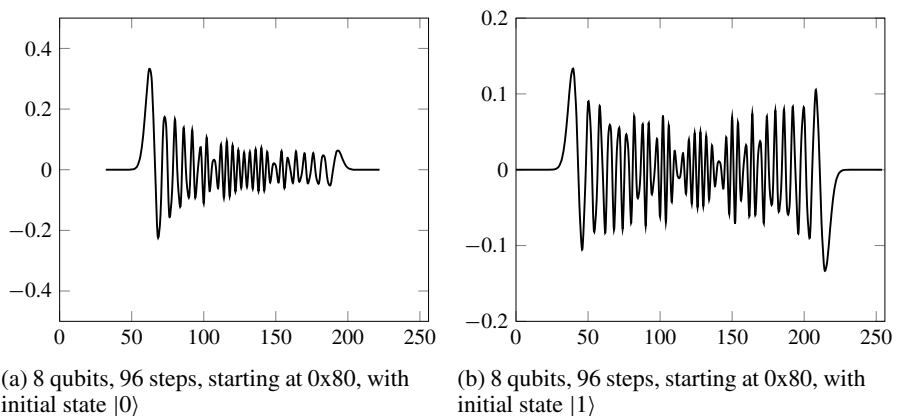 0.4
0.2
0
−0.2
−0.4
0 50 100 150 200 250
(a) 8 qubits, 96 steps, starting at 0x80, with
initial state |0⟩
0.2
0.1
0
−0.1
−0.2
0 50 100 150 200 250
(b) 8 qubits, 96 steps, starting at 0x80, with
initial state |1⟩